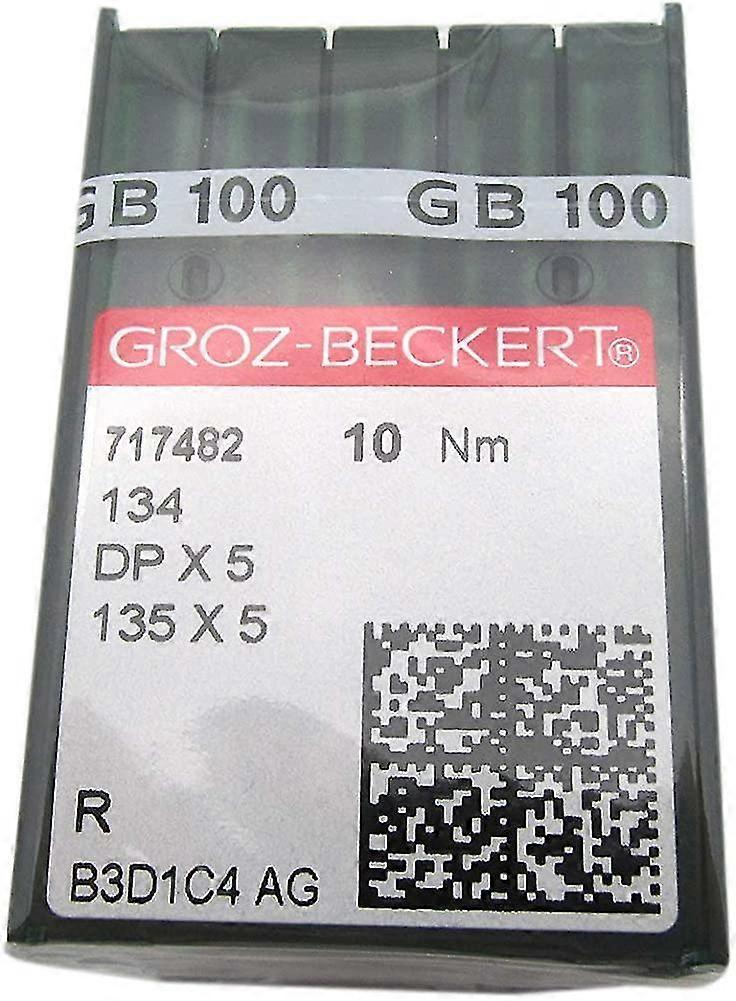 GB 100 GB 100
GROZ-BECKERT®
717482 10 Nm
134
DP X 5
135 X 5
R
B3D1C4 AG